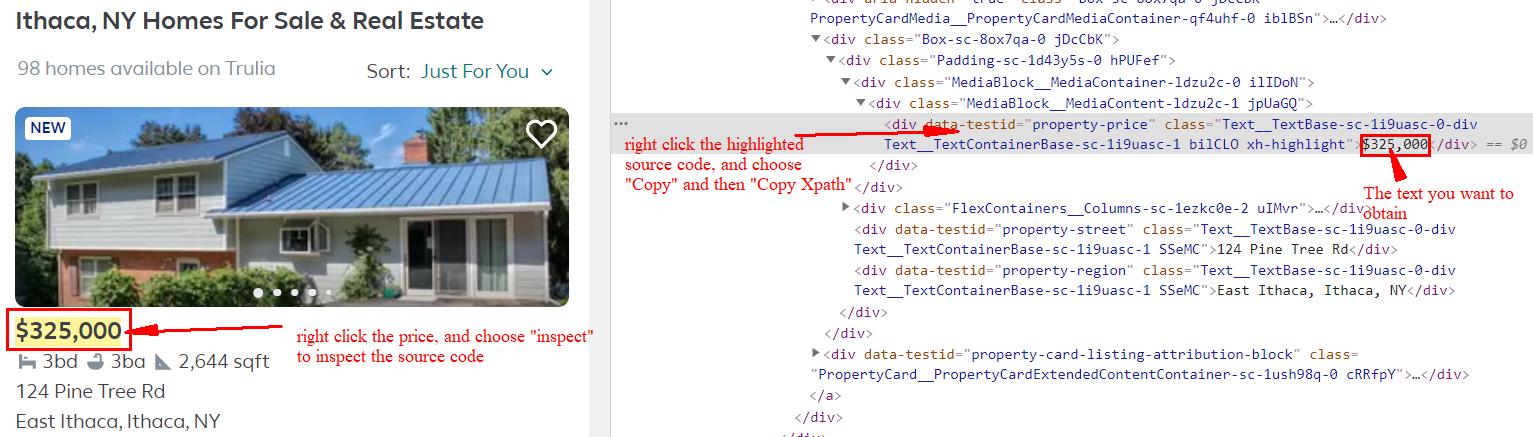 Ithaca, NY Homes For Sale & Real Estate
98 homes available on Trulia
Sort: Just For You
NEW
$325,000
3bd 3ba 2,644 sqft
124 Pine Tree Rd
East Ithaca, Ithaca, NY
right click the price, and choose "inspect"
to inspect the source code
PropertyCardMedia__PropertyCardMediaContainer-qf4uhf-0 iblBSn">…</div>
▼<div class="Box-sc-8ox7qa-0 jDcCbK">
▼<div class="Padding-sc-1d43y5s-0 hPUFef">
▼<div class="MediaBlock__MediaContainer-ldzu2c-0 ilIDoN">
▼<div class="MediaBlock__MediaContent-ldzu2c-1 jpUaGQ">
… <div data-testid="property-price" class="Text__TextBase-sc-1i9uasc-0-div
Text__TextContainerBase-sc-1i9uasc-1 bilCLO xh-highlight">$325,000</div> == $0
</div>
</div>
right click the highlighted
source code, and choose
"Copy" and then "Copy Xpath"
The text you want to
obtain
▶<div class="FlexContainers__Columns-sc-1ezkc0e-2 uIMvr">…</div>
<div data-testid="property-street" class="Text__TextBase-sc-1i9uasc-0-div
Text__TextContainerBase-sc-1i9uasc-1 SSeMC">124 Pine Tree Rd</div>
<div data-testid="property-region" class="Text__TextBase-sc-1i9uasc-0-div
Text__TextContainerBase-sc-1i9uasc-1 SSeMC">East Ithaca, Ithaca, NY</div>
</div>
</div>
▶<div data-testid="property-card-listing-attribution-block" class=
"PropertyCard__PropertyCardExtendedContentContainer-sc-1ush98q-0 cRRfpY">…</div>
</a>
</div>